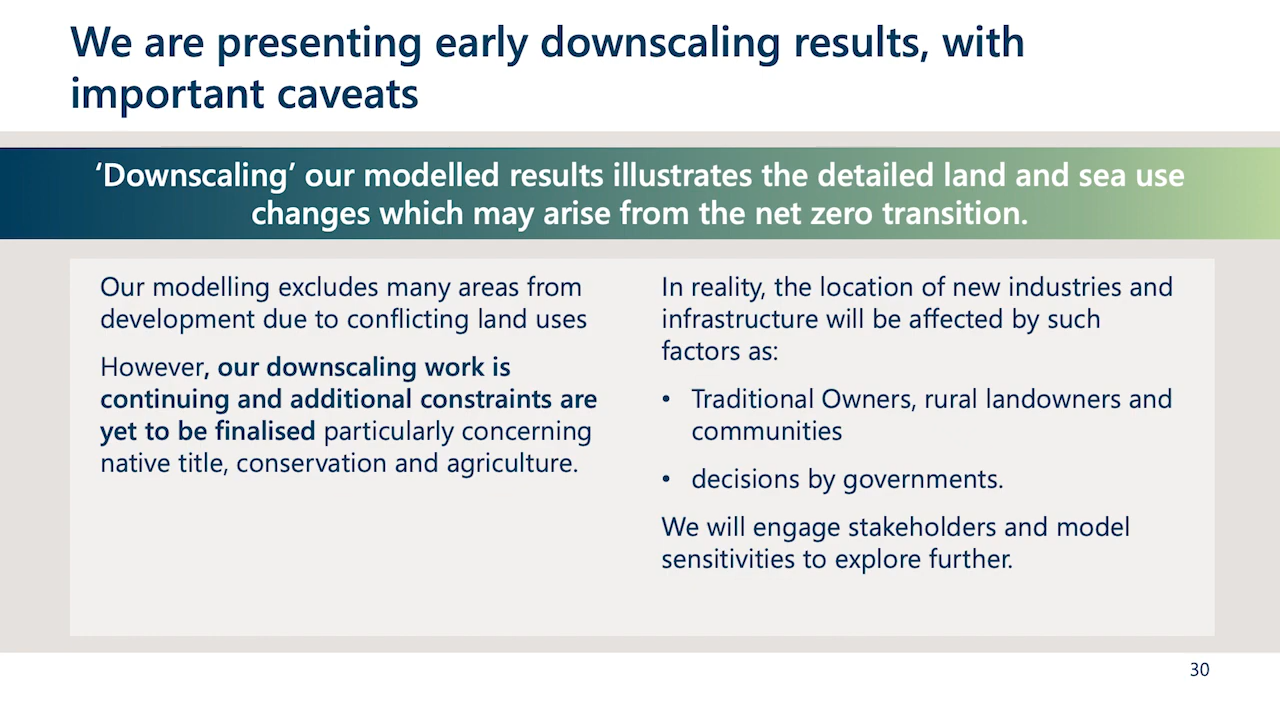 We are presenting early downscaling results, with
important caveats
‘Downscaling’ our modelled results illustrates the detailed land and sea use
changes which may arise from the net zero transition.
Our modelling excludes many areas from
development due to conflicting land uses
However, our downscaling work is
continuing and additional constraints are
yet to be finalised particularly concerning
native title, conservation and agriculture.
In reality, the location of new industries and
infrastructure will be affected by such
factors as:
• Traditional Owners, rural landowners and
communities
• decisions by governments.
We will engage stakeholders and model
sensitivities to explore further.
30